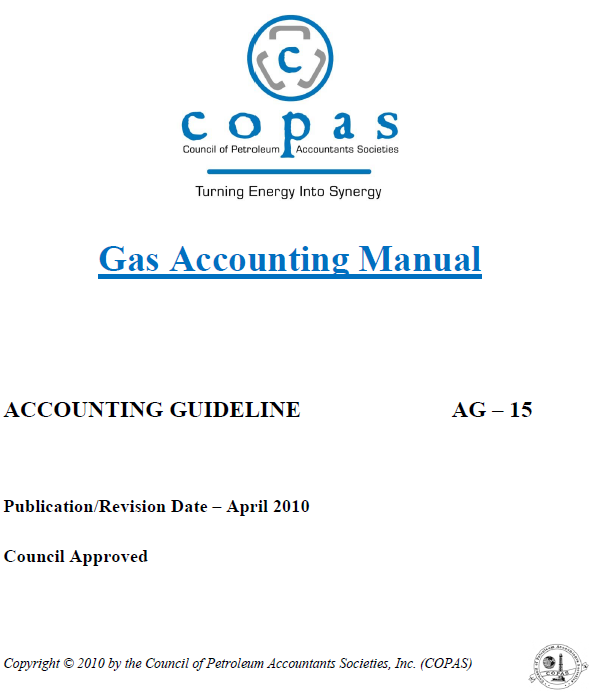 c
copas
Council of Petroleum Accountants Societies
Turning Energy Into Synergy
Gas Accounting Manual
ACCOUNTING GUIDELINE AG – 15
Publication/Revision Date – April 2010
Council Approved
Copyright © 2010 by the Council of Petroleum Accountants Societies, Inc. (COPAS)
COPAS